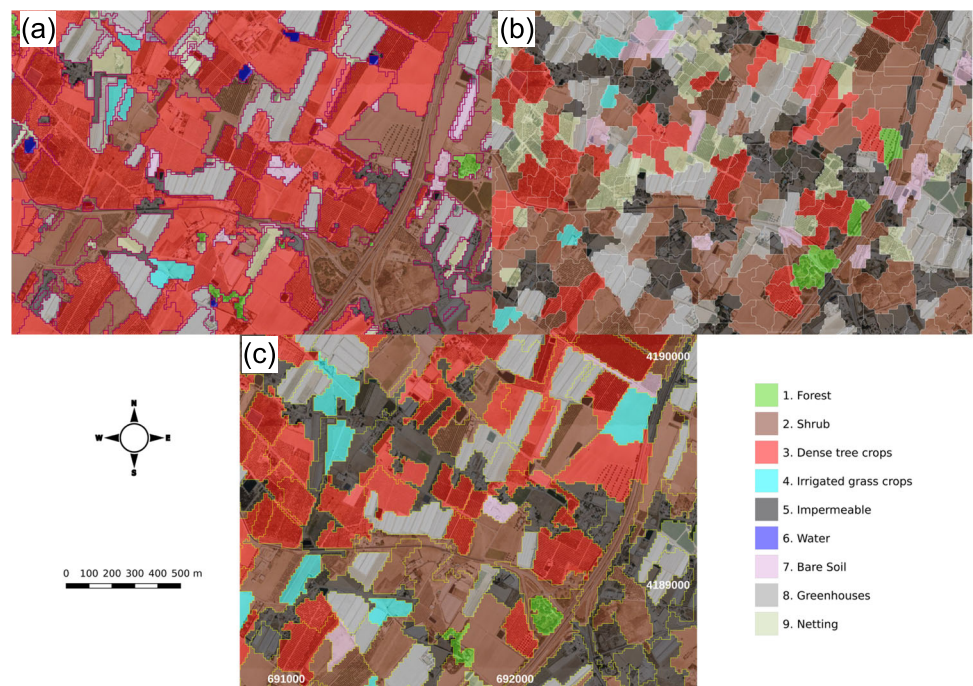 (a)
(b)
(c)
4190000
4189000
691000
692000
N
W
E
S
0 100 200 300 400 500 m
1. Forest
2. Shrub
3. Dense tree crops
4. Irrigated grass crops
5. Impermeable
6. Water
7. Bare Soil
8. Greenhouses
9. Netting